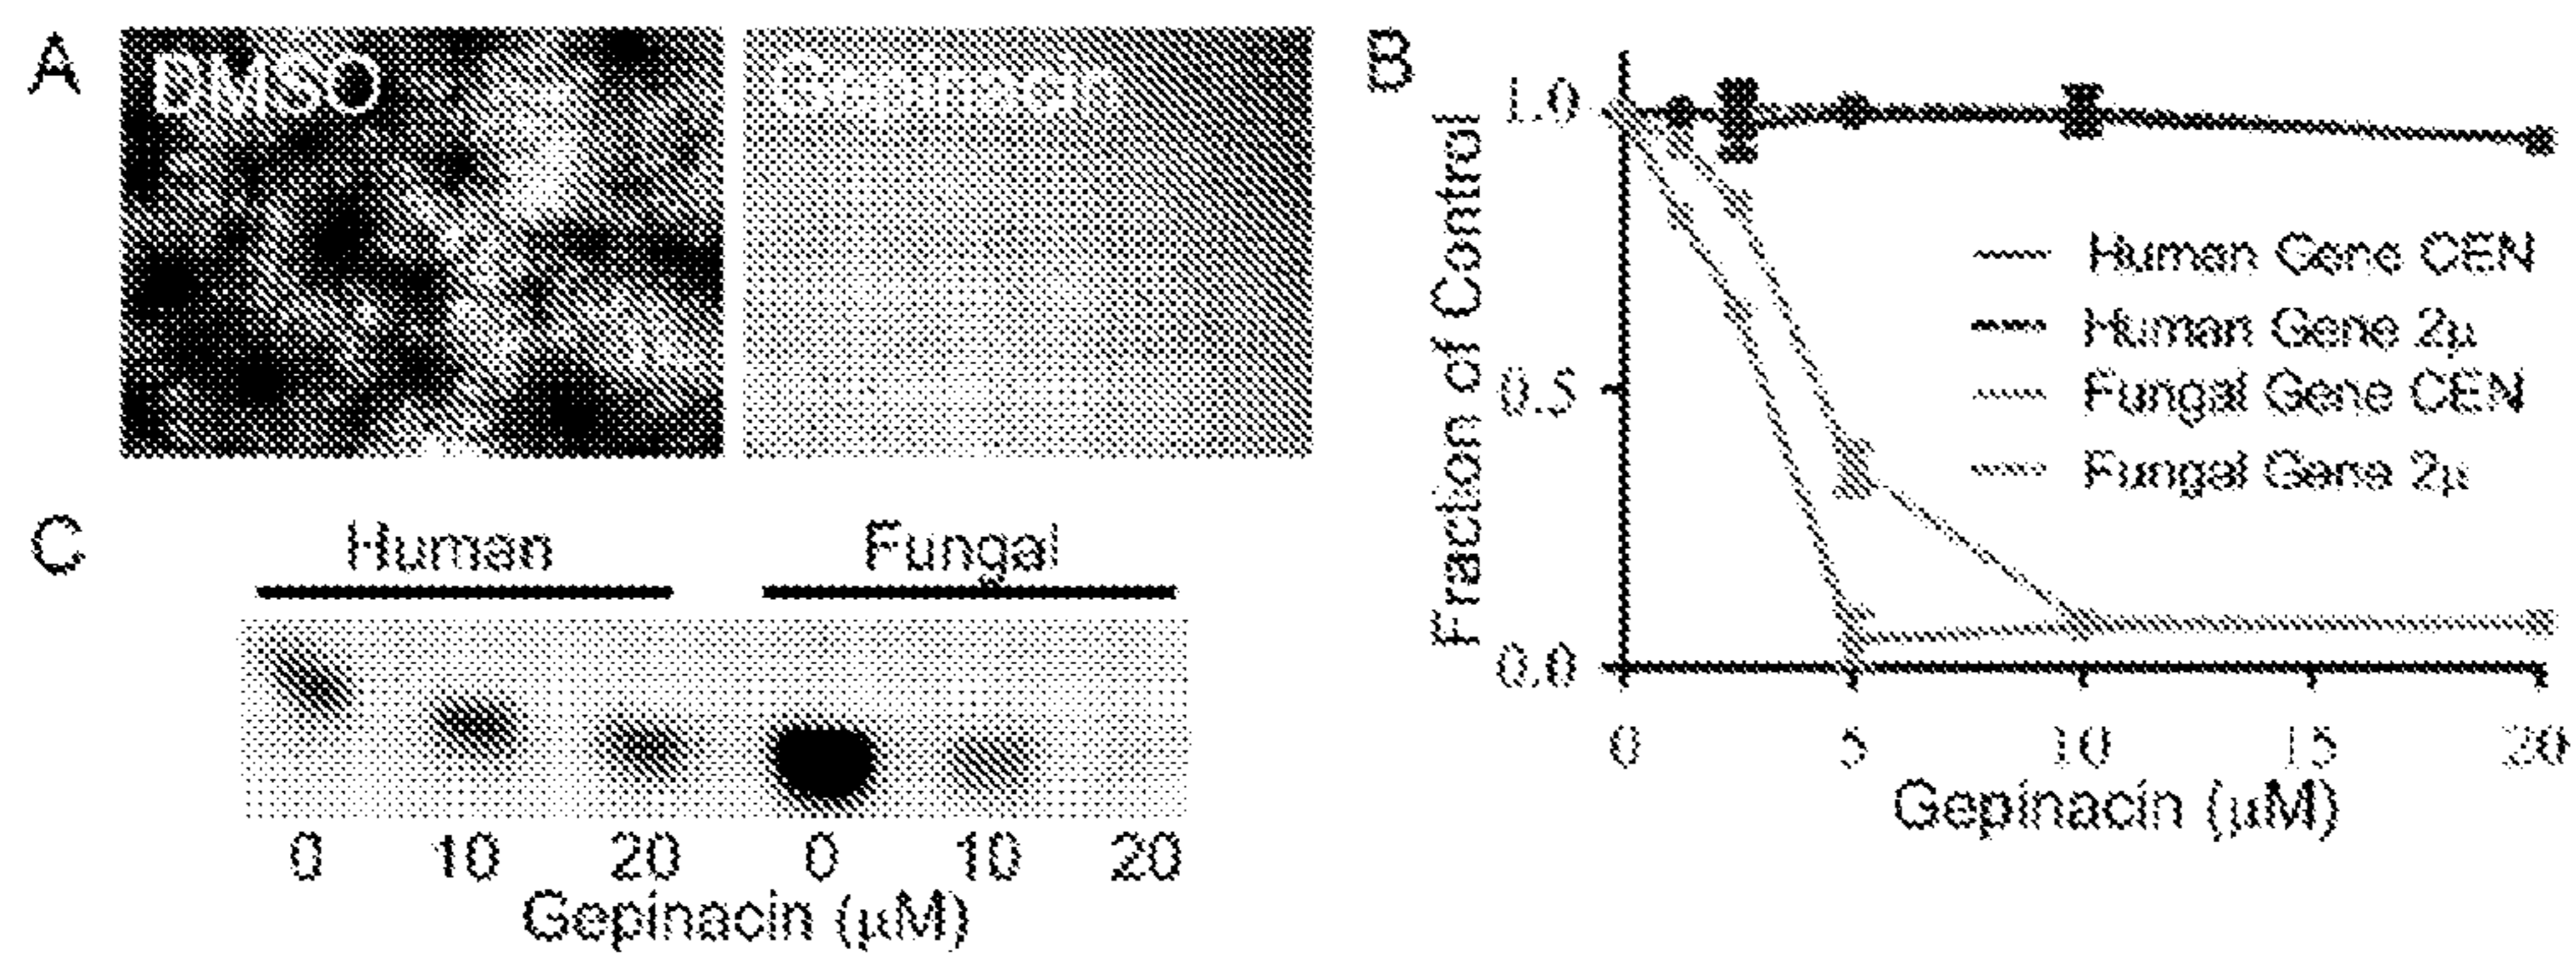 A
DMSO
Gepinacin
B
Fraction of Control
1.0
0.5
0.0
0
5
10
15
20
Gepinacin (μM)
Human Gene CEN
Human Gene 2μ
Fungal Gene CEN
Fungal Gene 2μ
C
Human
Fungal
0 10 20 0 10 20
Gepinacin (μM)